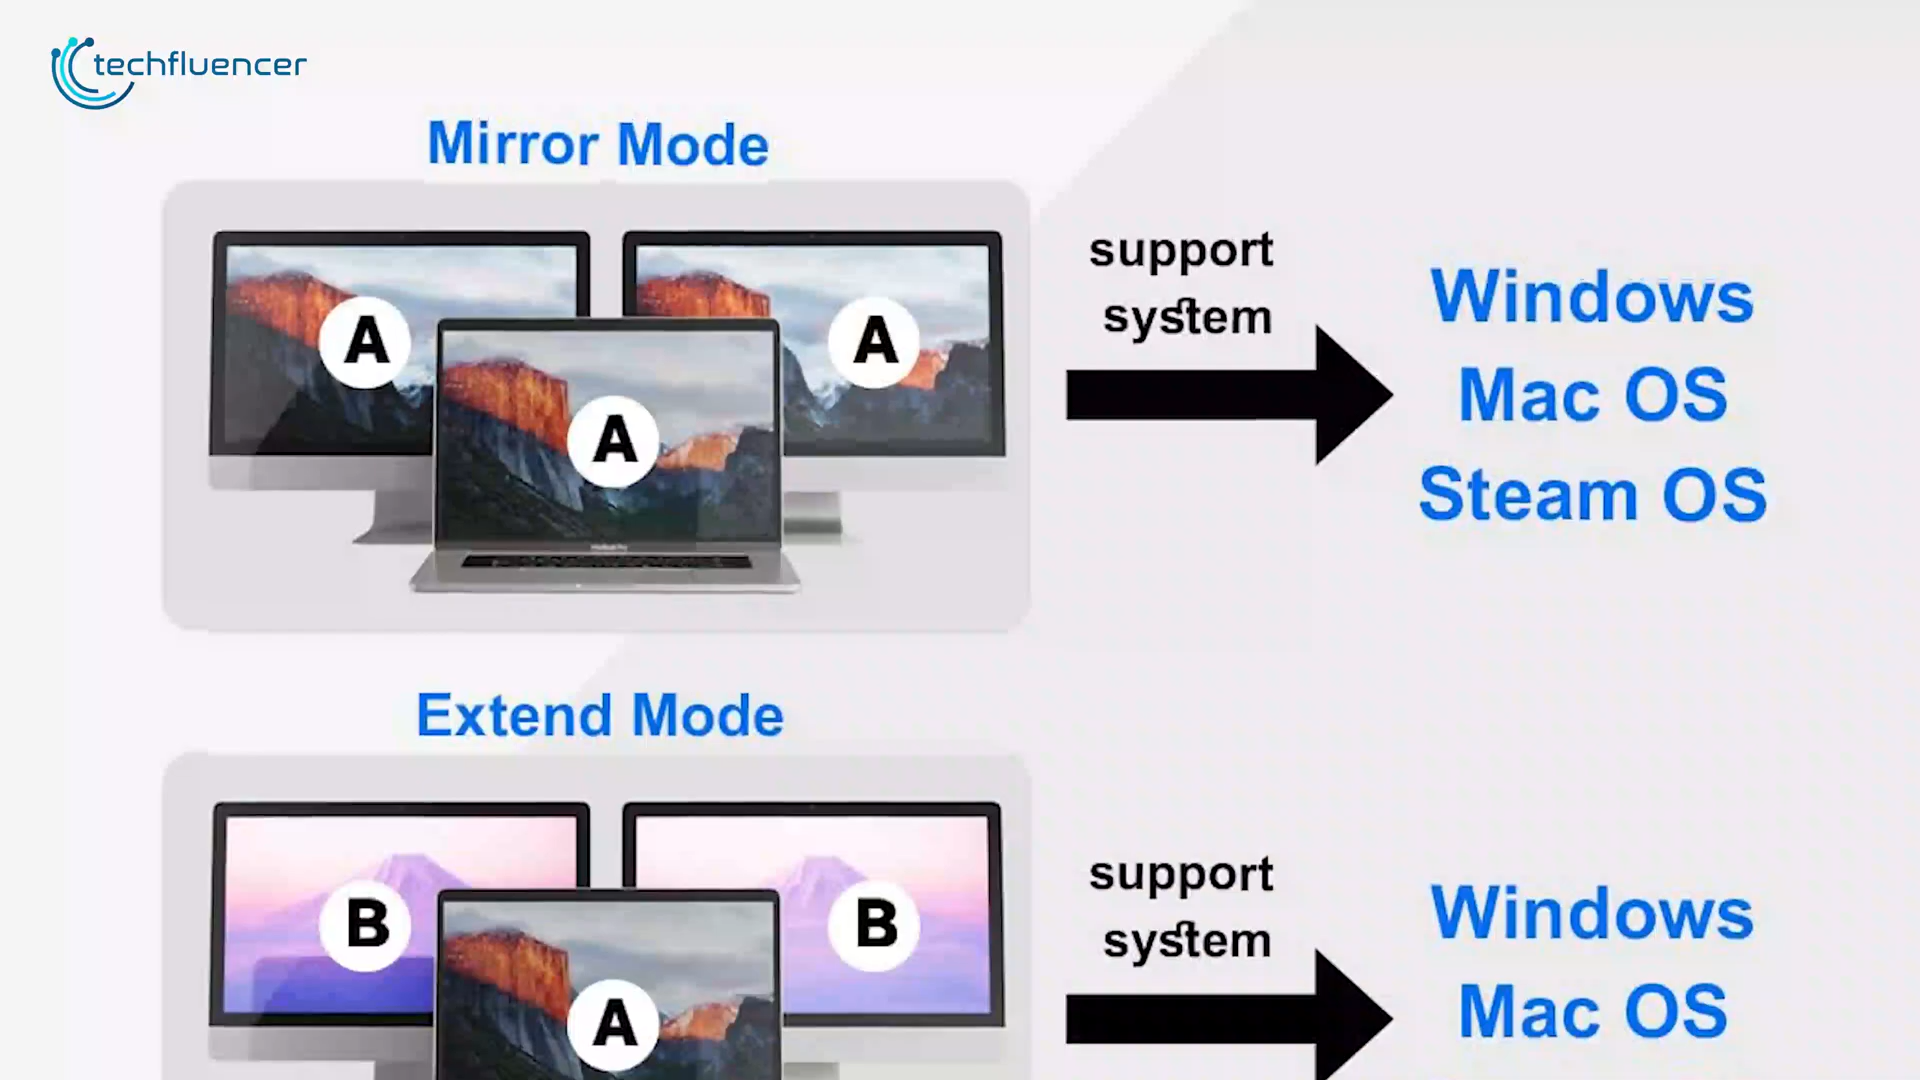 techfluencer
Mirror Mode
A
A
A
support
system
Windows
Mac OS
Steam OS
Extend Mode
B
B
A
support
system
Windows
Mac OS